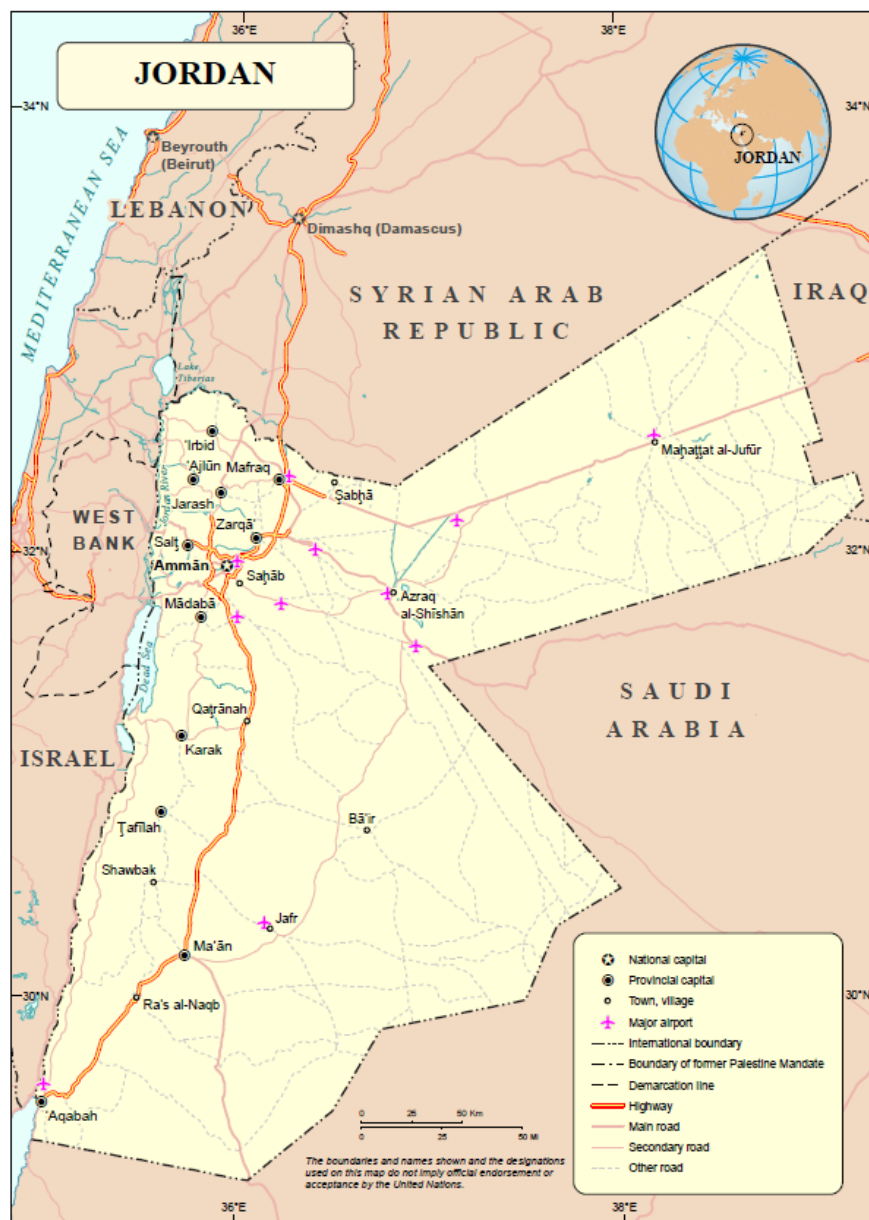 36°E
38°E
JORDAN
34°N
34°N
MEDITERRANEAN SEA
Beyrouth
(Beirut)
JORDAN
LEBANON
Dimashq (Damascus)
SYRIAN ARAB
REPUBLIC
IRAQ
Lake
Tiberias
'Irbid
'Ajlūn
Mafraq
Maḩaţţat al-Jufūr
Şabḩā
Jarash
Jordan River
WEST
BANK
Zarqā'
Salţ
32°N
32°N
Ammān
Saḩāb
Azraq
al-Shīshān
Mādabā
Dead Sea
SAUDI
ARABIA
Qaţrānah
Karak
ISRAEL
Ţafīlah
Bā'ir
Shawbak
Jafr
Ma'ān
30°N
30°N
Ra's al-Naqb
'Aqabah
National capital
Provincial capital
Town, village
Major airport
International boundary
Boundary of former Palestine Mandate
Demarcation line
Highway
Main road
Secondary road
Other road
0 25 50 Km
0 25 50 Mi
The boundaries and names shown and the designations
used on this map do not imply official endorsement or
acceptance by the United Nations.
36°E
38°E